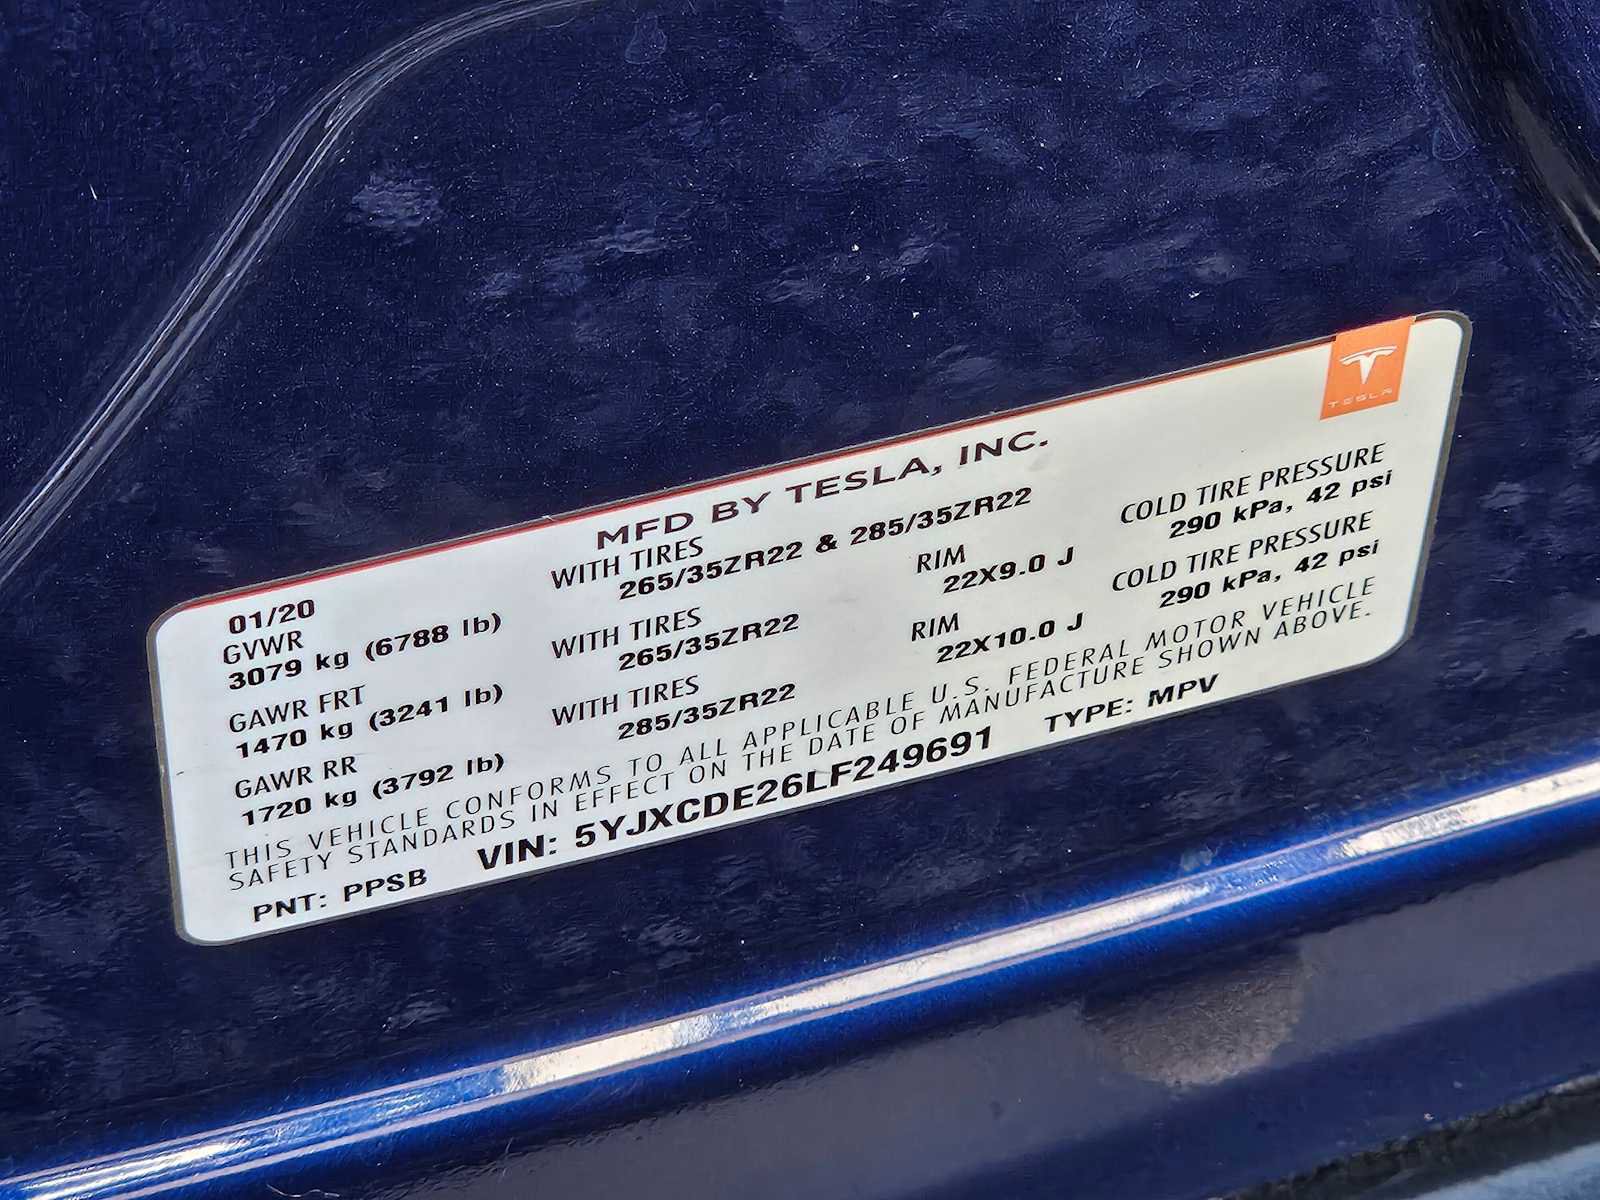 TESLA
MFD BY TESLA, INC.
01/20
GVWR
3079 kg (6788 lb)
WITH TIRES
265/35ZR22 & 285/35ZR22
COLD TIRE PRESSURE
290 kPa, 42 psi
GAWR FRT
1470 kg (3241 lb)
WITH TIRES
265/35ZR22
RIM
22X9.0 J
COLD TIRE PRESSURE
290 kPa, 42 psi
GAWR RR
1720 kg (3792 lb)
WITH TIRES
285/35ZR22
RIM
22X10.0 J
THIS VEHICLE CONFORMS TO ALL APPLICABLE U.S. FEDERAL MOTOR VEHICLE
SAFETY STANDARDS IN EFFECT ON THE DATE OF MANUFACTURE SHOWN ABOVE.
PNT: PPSB
VIN: 5YJXCDE26LF249691
TYPE: MPV